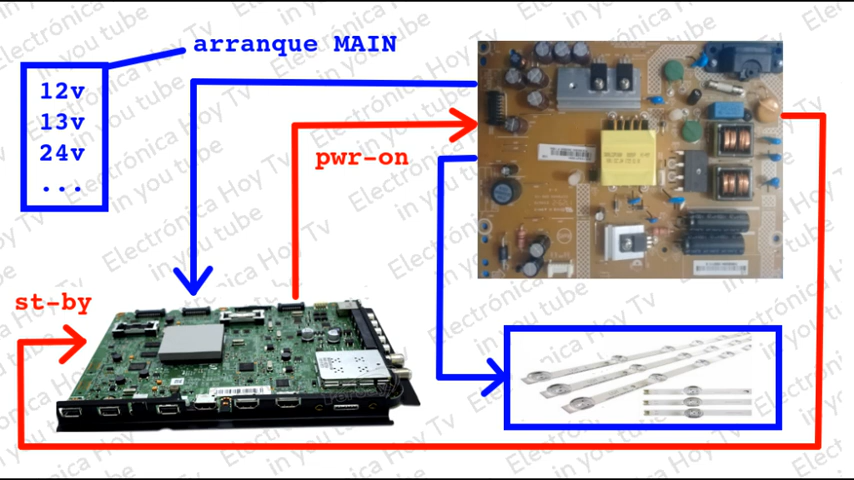 arranque MAIN
12v
13v
24v
...
pwr-on
st-by
Electrónica Hoy Tv
in you tube